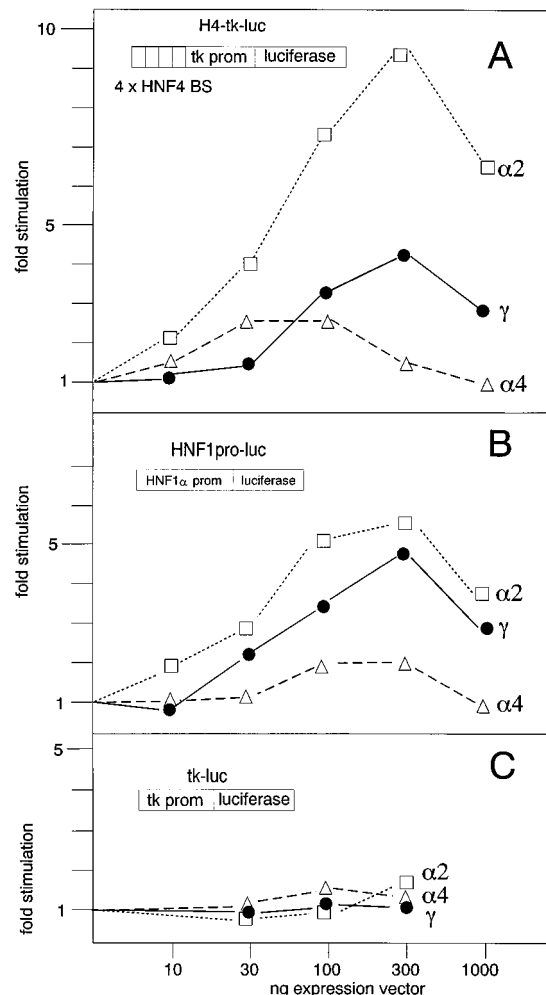 H4-tk-luc
A
tk prom luciferase
4 x HNF4 BS
10
5
1
fold stimulation
α2
γ
α4
B
HNF1pro-luc
HNF1α prom luciferase
5
1
fold stimulation
α2
γ
α4
C
tk-luc
tk prom luciferase
5
1
fold stimulation
α2
α4
γ
10 30 100 300 1000
ng expression vector